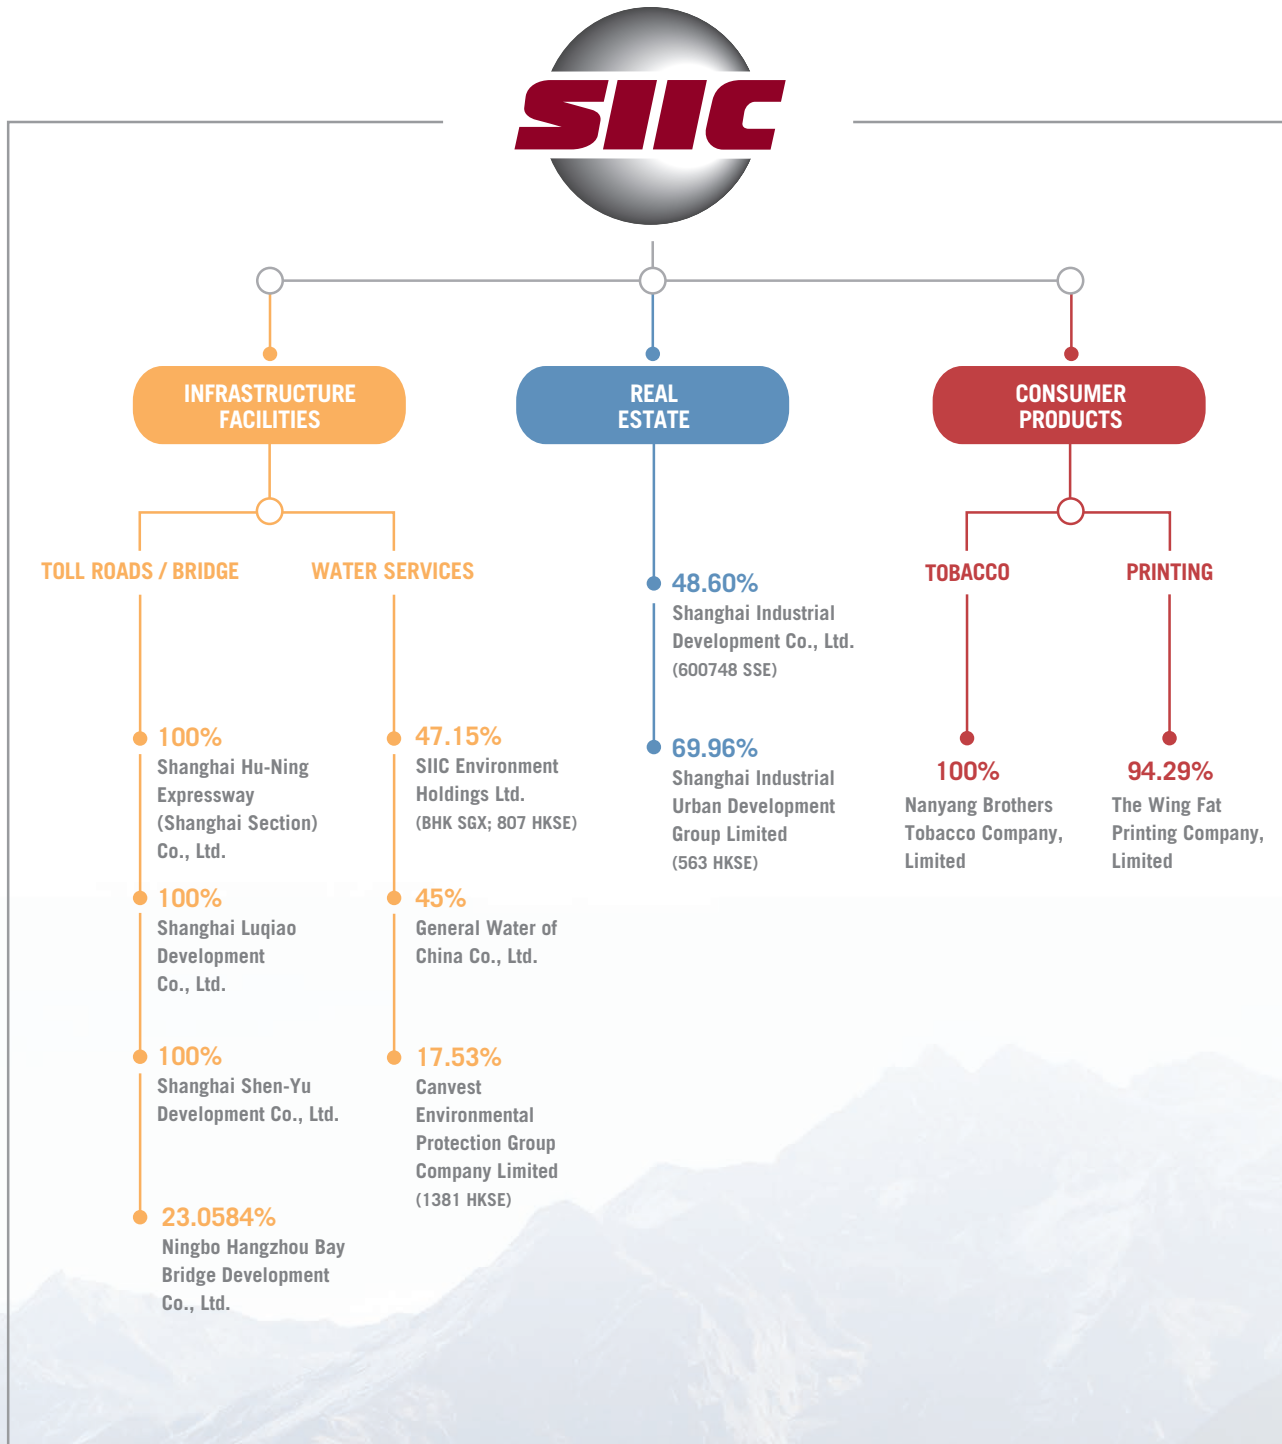 SIIC
INFRASTRUCTURE
FACILITIES
TOLL ROADS / BRIDGE
100%
Shanghai Hu-Ning
Expressway
(Shanghai Section)
Co., Ltd.
100%
Shanghai Luqiao
Development
Co., Ltd.
100%
Shanghai Shen-Yu
Development Co., Ltd.
23.0584%
Ningbo Hangzhou Bay
Bridge Development
Co., Ltd.
WATER SERVICES
47.15%
SIIC Environment
Holdings Ltd.
(BHK SGX; 807 HKSE)
45%
General Water of
China Co., Ltd.
17.53%
Canvest
Environmental
Protection Group
Company Limited
(1381 HKSE)
REAL
ESTATE
48.60%
Shanghai Industrial
Development Co., Ltd.
(600748 SSE)
69.96%
Shanghai Industrial
Urban Development
Group Limited
(563 HKSE)
CONSUMER
PRODUCTS
TOBACCO
100%
Nanyang Brothers
Tobacco Company,
Limited
PRINTING
94.29%
The Wing Fat
Printing Company,
Limited